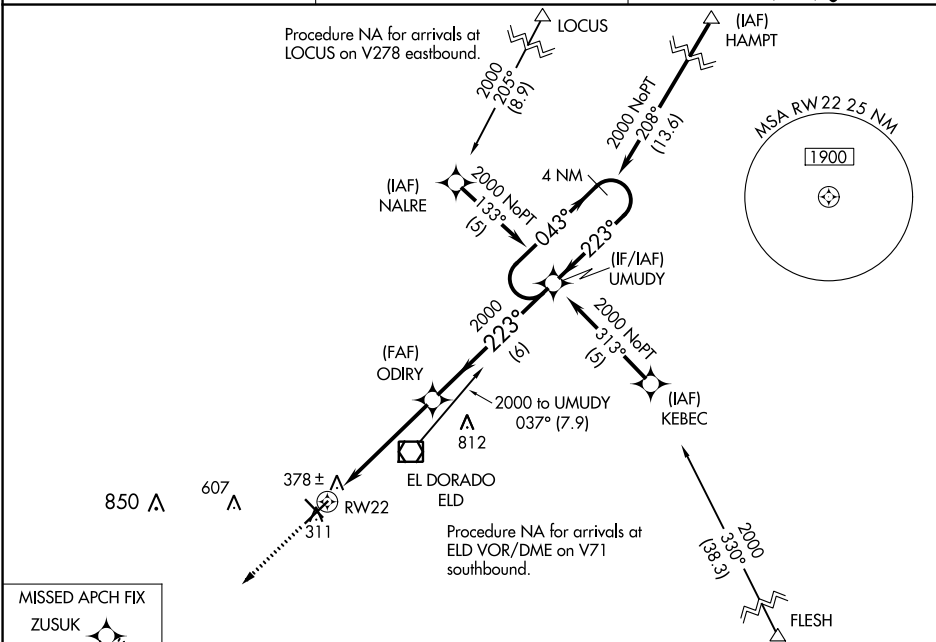 Procedure NA for arrivals at
LOCUS on V278 eastbound.
LOCUS
(IAF)
HAMPT
2000
205°
(8.9)
2000 NoPT
208°
(13.6)
MSA RW22 25 NM
1900
4 NM
(IAF)
NALRE
2000 NoPT
133°
(5)
043°
223°
(IF/IAF)
UMUDY
2000
223°
(6)
2000 NoPT
313°
(5)
(FAF)
ODIRY
(IAF)
KEBEC
2000 to UMUDY
037° (7.9)
812
EL DORADO
ELD
850
607
378 ±
RW22
311
Procedure NA for arrivals at
ELD VOR/DME on V71
southbound.
2000
330°
(38.3)
FLESH
MISSED APCH FIX
ZUSUK